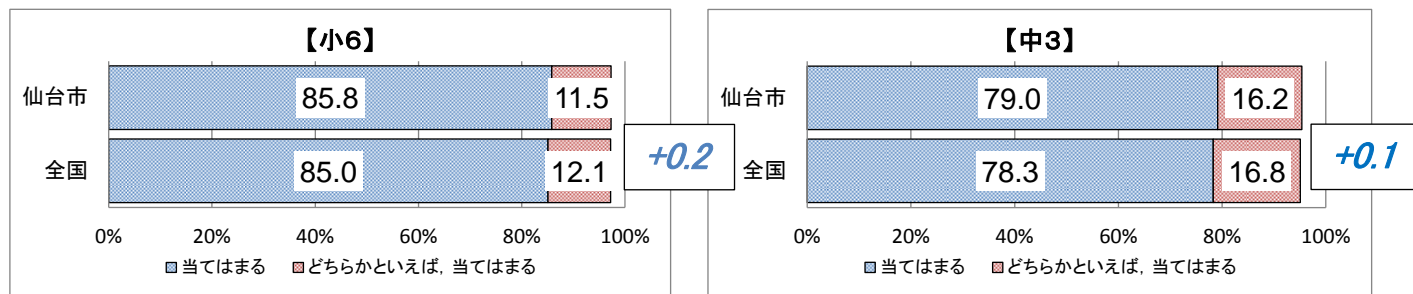 【小6】
仙台市 85.8 11.5
全国 85.0 12.1
+0.2
0% 20% 40% 60% 80% 100%
当てはまる どちらかといえば，当てはまる
【中3】
仙台市 79.0 16.2
全国 78.3 16.8
+0.1
0% 20% 40% 60% 80% 100%
当てはまる どちらかといえば，当てはまる